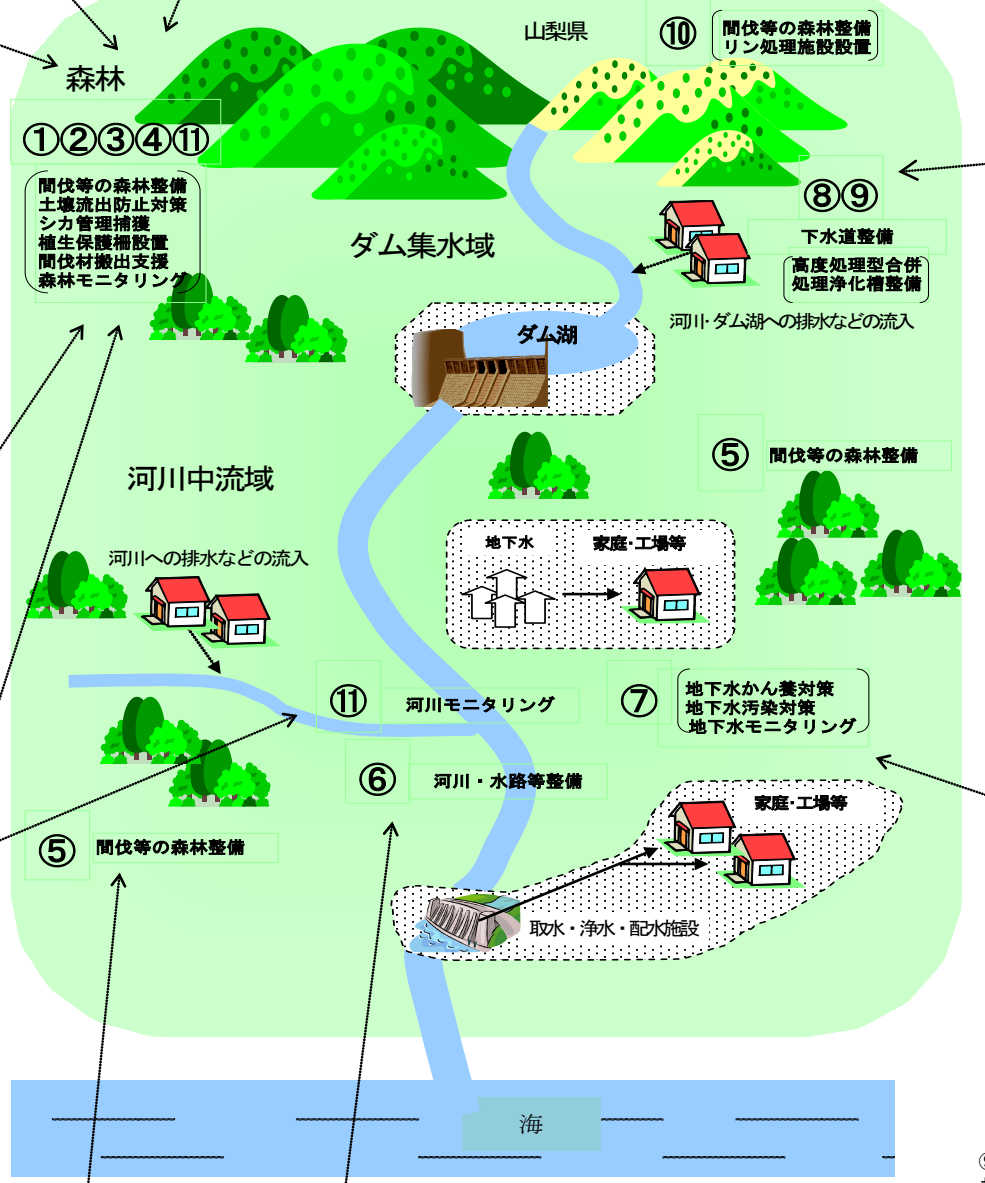 山梨県
⑩
間伐等の森林整備
リン処理施設設置
森林
①②③④⑪
間伐等の森林整備
土壌流出防止対策
シカ管理捕獲
植生保護柵設置
間伐材搬出支援
森林モニタリング
⑧⑨
下水道整備
高度処理型合併
処理浄化槽整備
ダム集水域
河川・ダム湖への排水などの流入
ダム湖
⑤
間伐等の森林整備
河川中流域
地下水
家庭・工場等
河川への排水などの流入
⑪
河川モニタリング
⑦
地下水かん養対策
地下水汚染対策
地下水モニタリング
⑥
河川・水路等整備
家庭・工場等
⑤
間伐等の森林整備
取水・浄水・配水施設
海